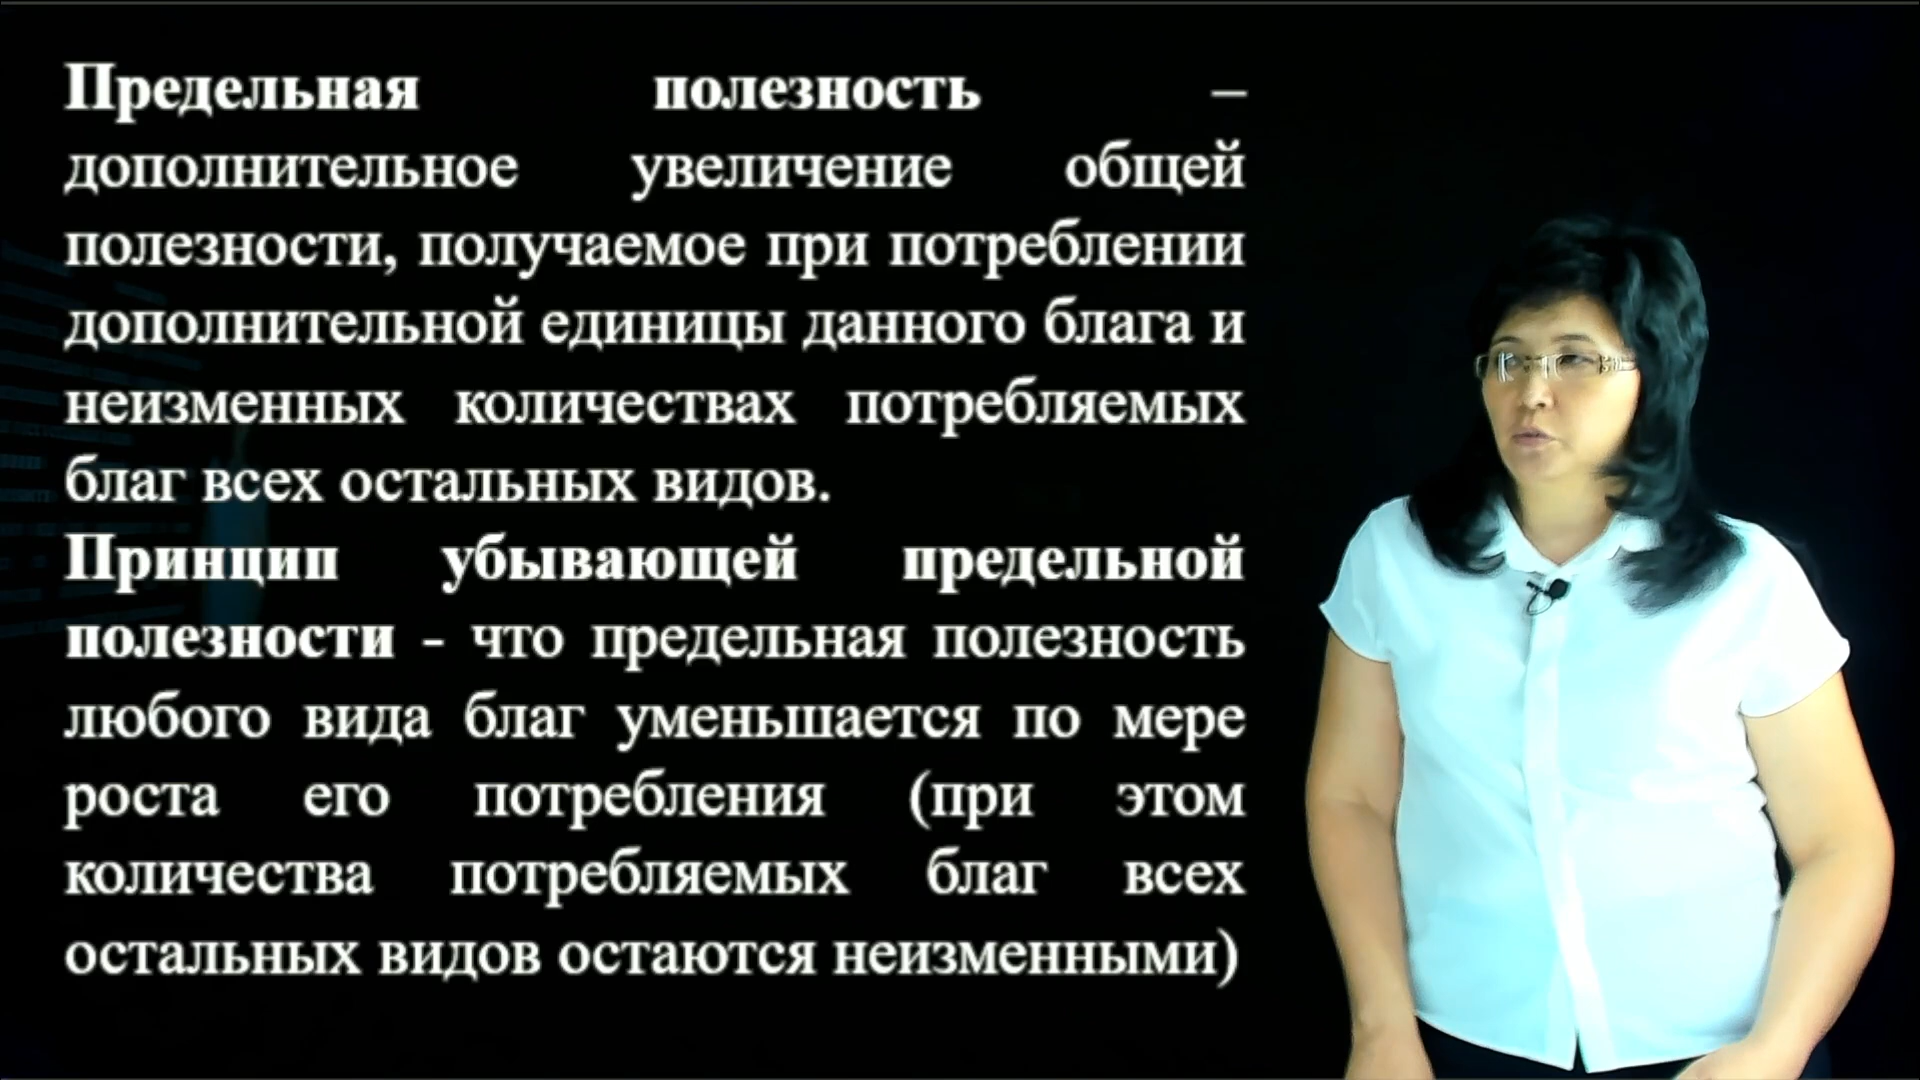 Предельная полезность –
дополнительное увеличение общей
полезности, получаемое при потреблении
дополнительной единицы данного блага и
неизменных количествах потребляемых
благ всех остальных видов.
Принцип убывающей предельной
полезности - что предельная полезность
любого вида благ уменьшается по мере
роста его потребления (при этом
количества потребляемых благ всех
остальных видов остаются неизменными)